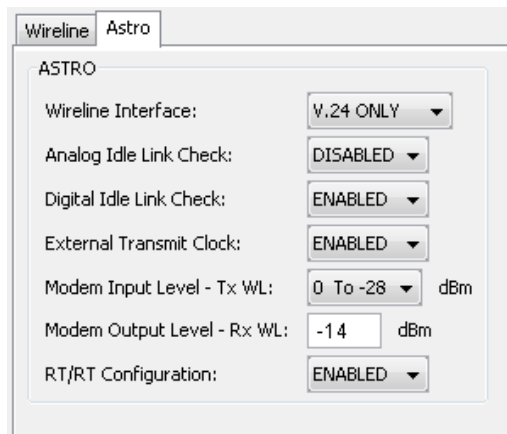 Wireline Astro
ASTRO
Wireline Interface: V.24 ONLY
Analog Idle Link Check: DISABLED
Digital Idle Link Check: ENABLED
External Transmit Clock: ENABLED
Modem Input Level - Tx WL: 0 To -28 dBm
Modem Output Level - Rx WL: -14 dBm
RT/RT Configuration: ENABLED